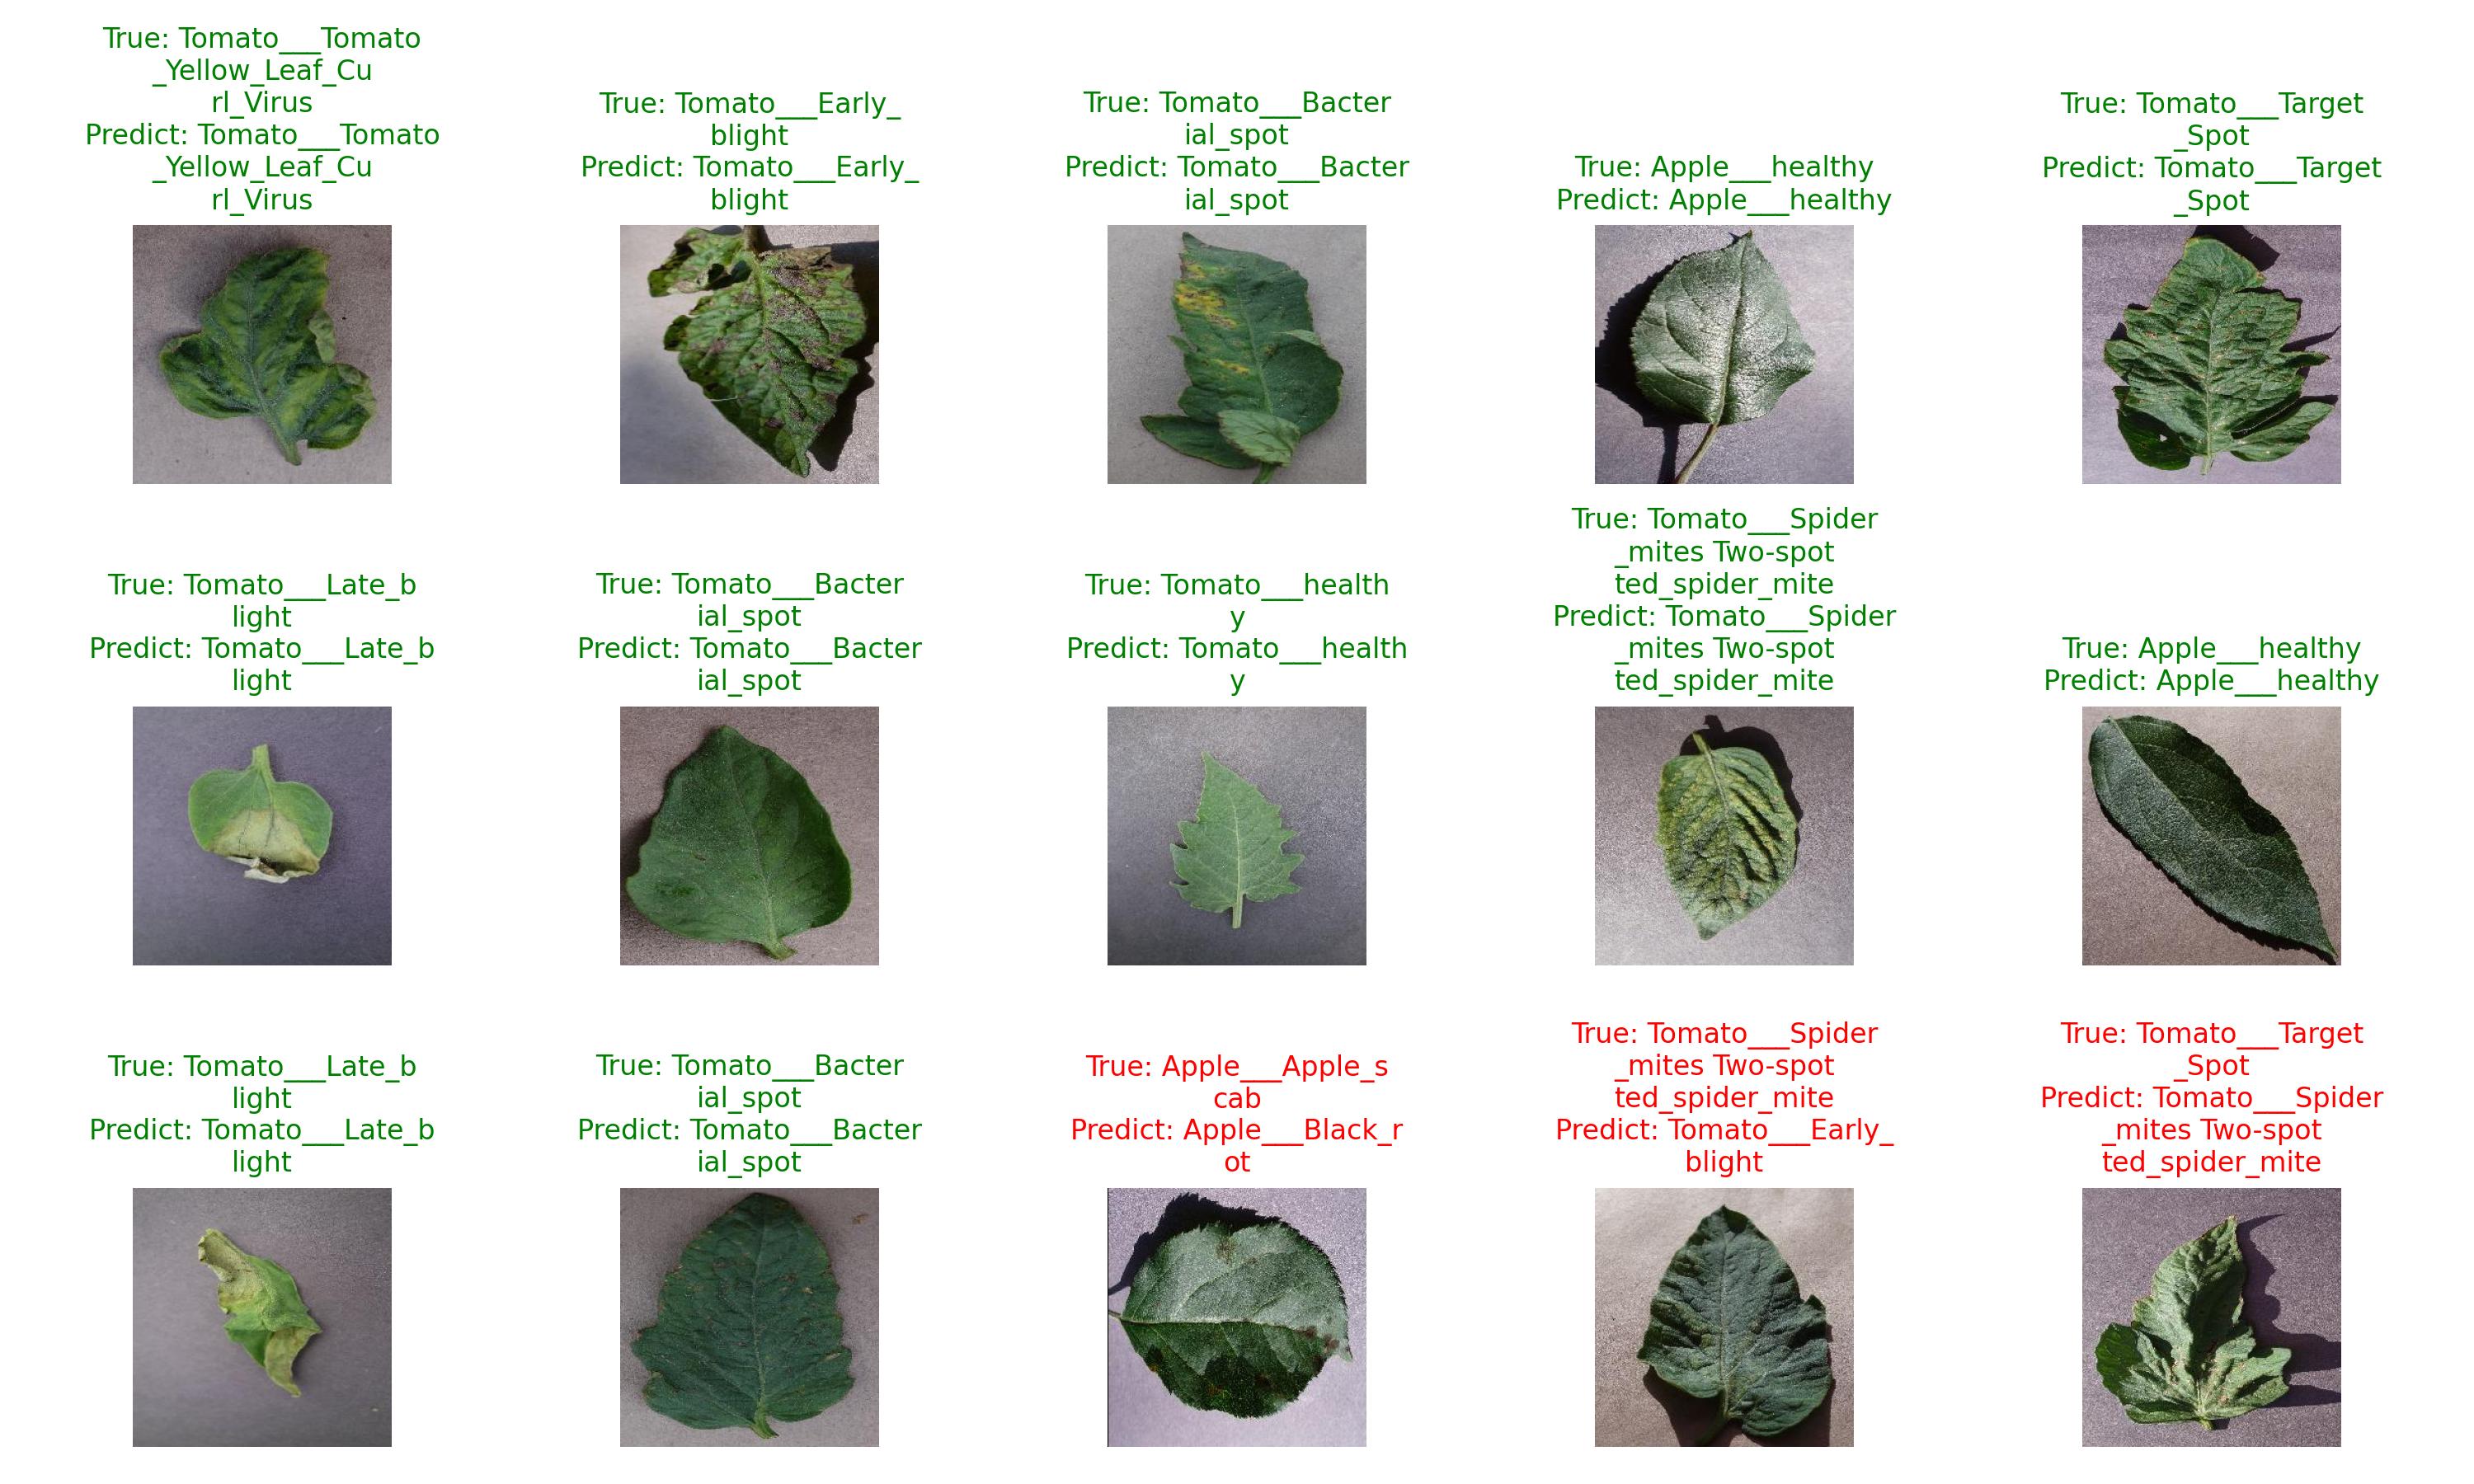 True: Tomato___Tomato
_Yellow_Leaf_Cu
rl_Virus
Predict: Tomato___Tomato
_Yellow_Leaf_Cu
rl_Virus
True: Tomato___Early_
blight
Predict: Tomato___Early_
blight
True: Tomato___Bacter
ial_spot
Predict: Tomato___Bacter
ial_spot
True: Apple___healthy
Predict: Apple___healthy
True: Tomato___Target
_Spot
Predict: Tomato___Target
_Spot
True: Tomato___Late_b
light
Predict: Tomato___Late_b
light
True: Tomato___Bacter
ial_spot
Predict: Tomato___Bacter
ial_spot
True: Tomato___health
y
Predict: Tomato___health
y
True: Tomato___Spider
_mites Two-spot
ted_spider_mite
Predict: Tomato___Spider
_mites Two-spot
ted_spider_mite
True: Apple___healthy
Predict: Apple___healthy
True: Tomato___Late_b
light
Predict: Tomato___Late_b
light
True: Tomato___Bacter
ial_spot
Predict: Tomato___Bacter
ial_spot
True: Apple___Apple_s
cab
Predict: Apple___Black_r
ot
True: Tomato___Spider
_mites Two-spot
ted_spider_mite
Predict: Tomato___Early_
blight
True: Tomato___Target
_Spot
Predict: Tomato___Spider
_mites Two-spot
ted_spider_mite